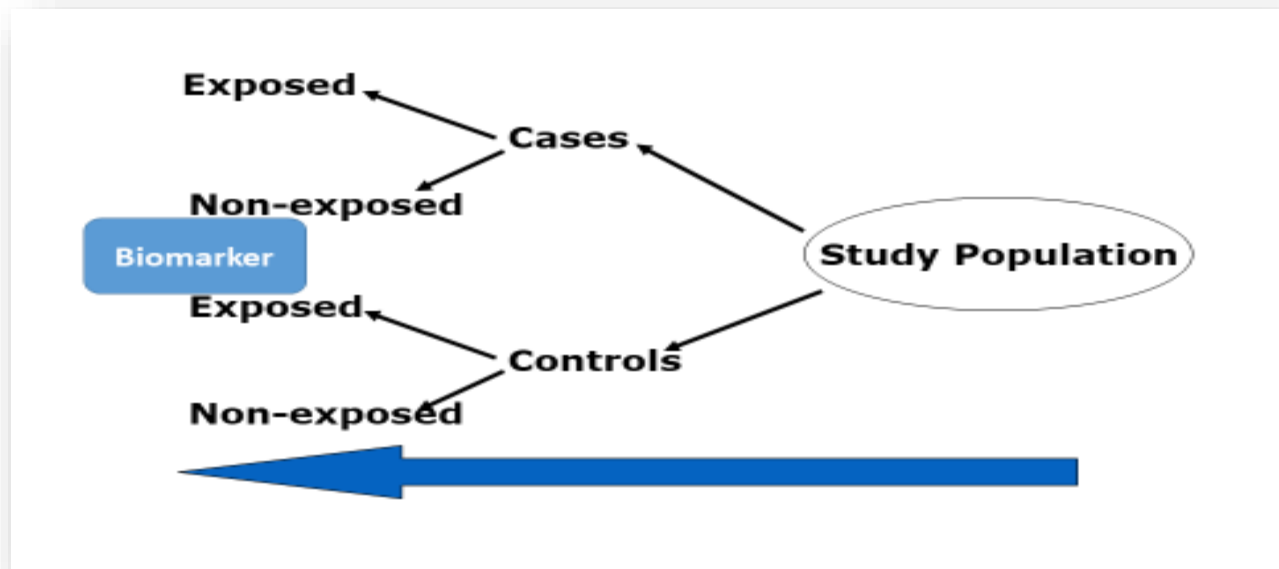 Exposed
Cases
Non-exposed
Biomarker
Study Population
Exposed
Controls
Non-exposed